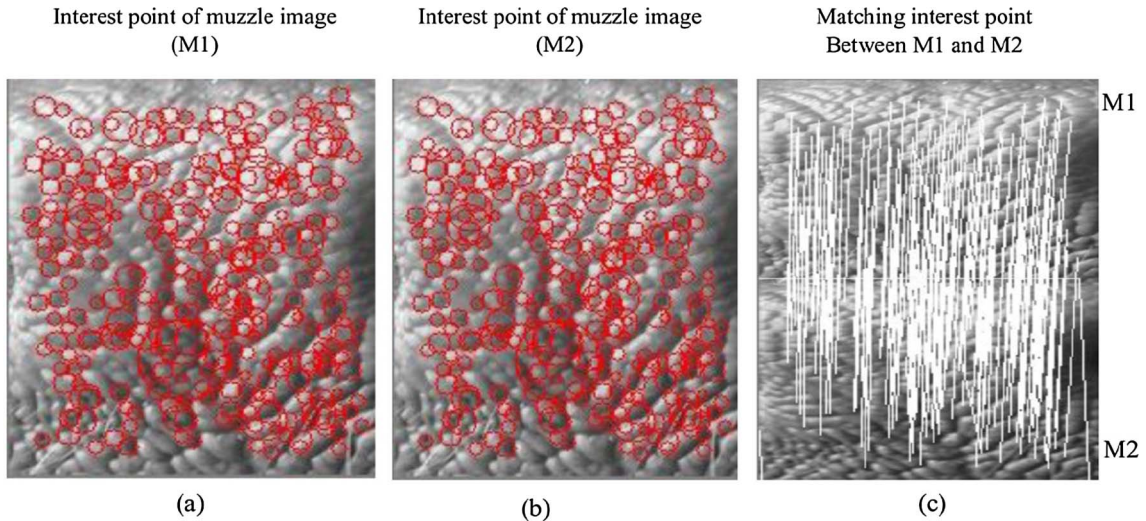 Interest point of muzzle image
(M1)
Interest point of muzzle image
(M2)
Matching interest point
Between M1 and M2
M1
M2
(a)
(b)
(c)